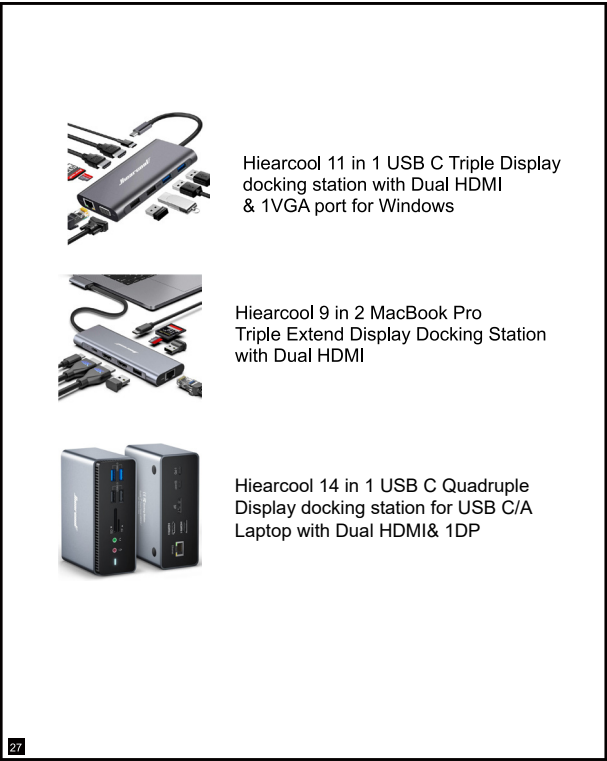 Hiearcool 11 in 1 USB C Triple Display
docking station with Dual HDMI
& 1VGA port for Windows
Hiearcool 9 in 2 MacBook Pro
Triple Extend Display Docking Station
with Dual HDMI
Hiearcool 14 in 1 USB C Quadruple
Display docking station for USB C/A
Laptop with Dual HDMI& 1DP
27